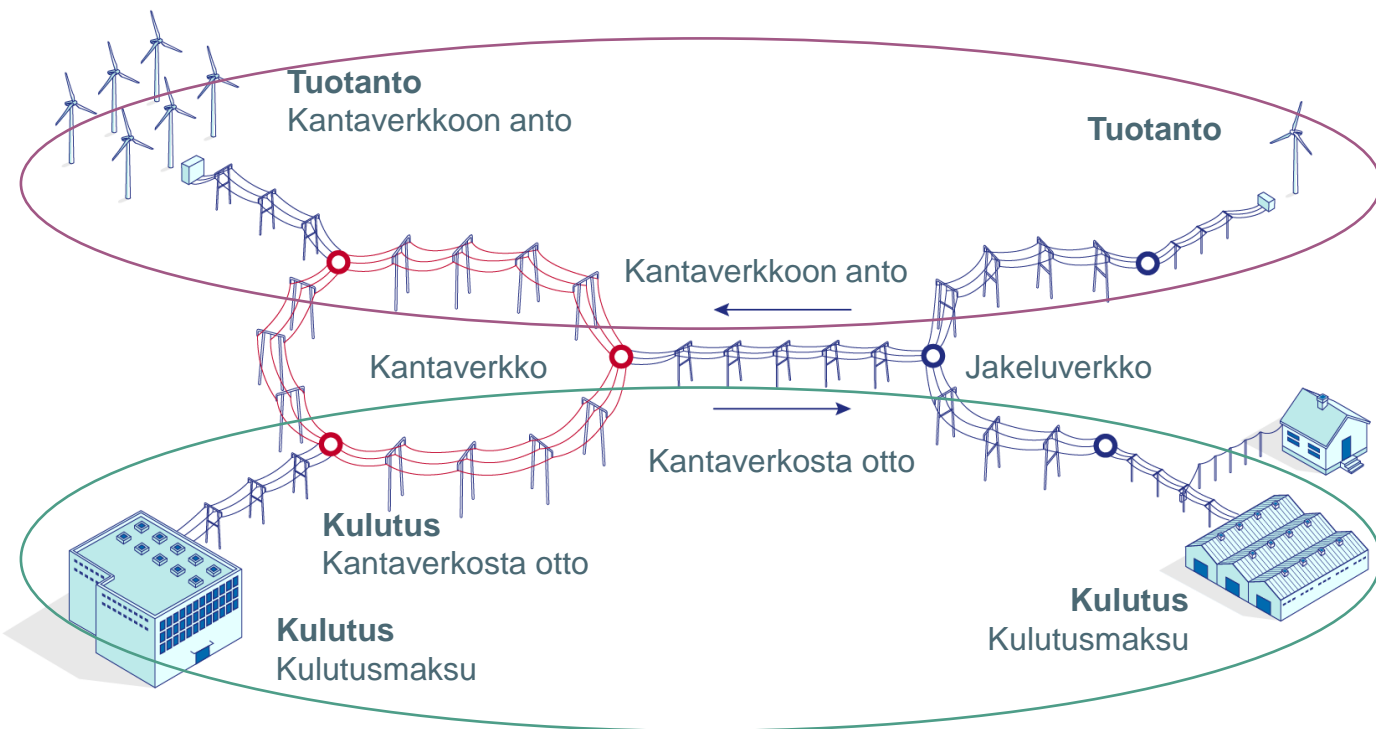 Tuotanto
Kantaverkkoon anto
Tuotanto
Kantaverkkoon anto
Kantaverkko
Jakeluverkko
Kantaverkosta otto
Kulutus
Kantaverkosta otto
Kulutus
Kulutusmaksu
Kulutus
Kulutusmaksu